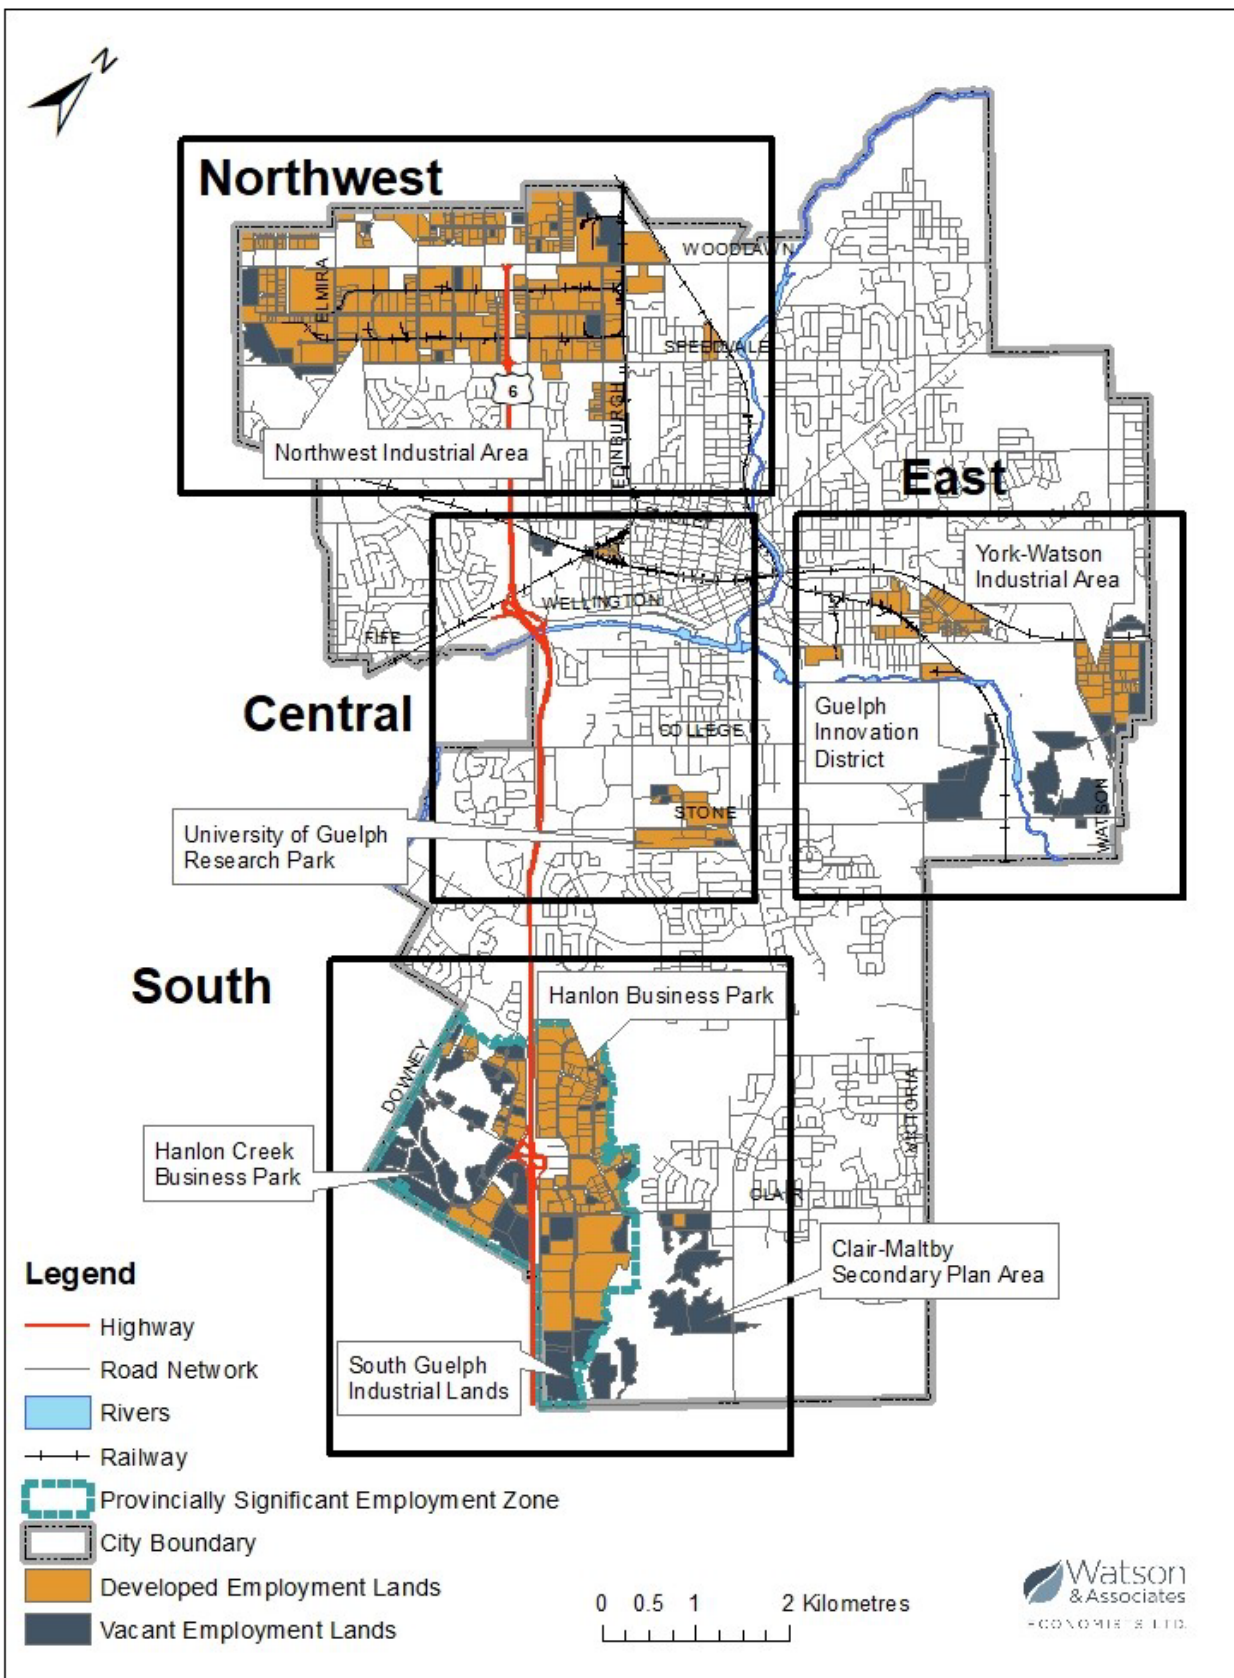 N
Northwest
WOODLAWN
ELMIRA
SPEEDVALE
6
EDINBURGH
Northwest Industrial Area
East
York-Watson
Industrial Area
WELLINGTON
FIFE
Central
Guelph
Innovation
District
COLLEGE
STONE
WATSON
University of Guelph
Research Park
South
Hanlon Business Park
DOWNEY
VICTORIA
Hanlon Creek
Business Park
CLAIR
Clair-Maltby
Secondary Plan Area
South Guelph
Industrial Lands
Legend
Highway
Road Network
Rivers
Railway
Provincially Significant Employment Zone
City Boundary
Developed Employment Lands
Vacant Employment Lands
0 0.5 1 2 Kilometres
Watson
& Associates
ECONOMISTS LTD.